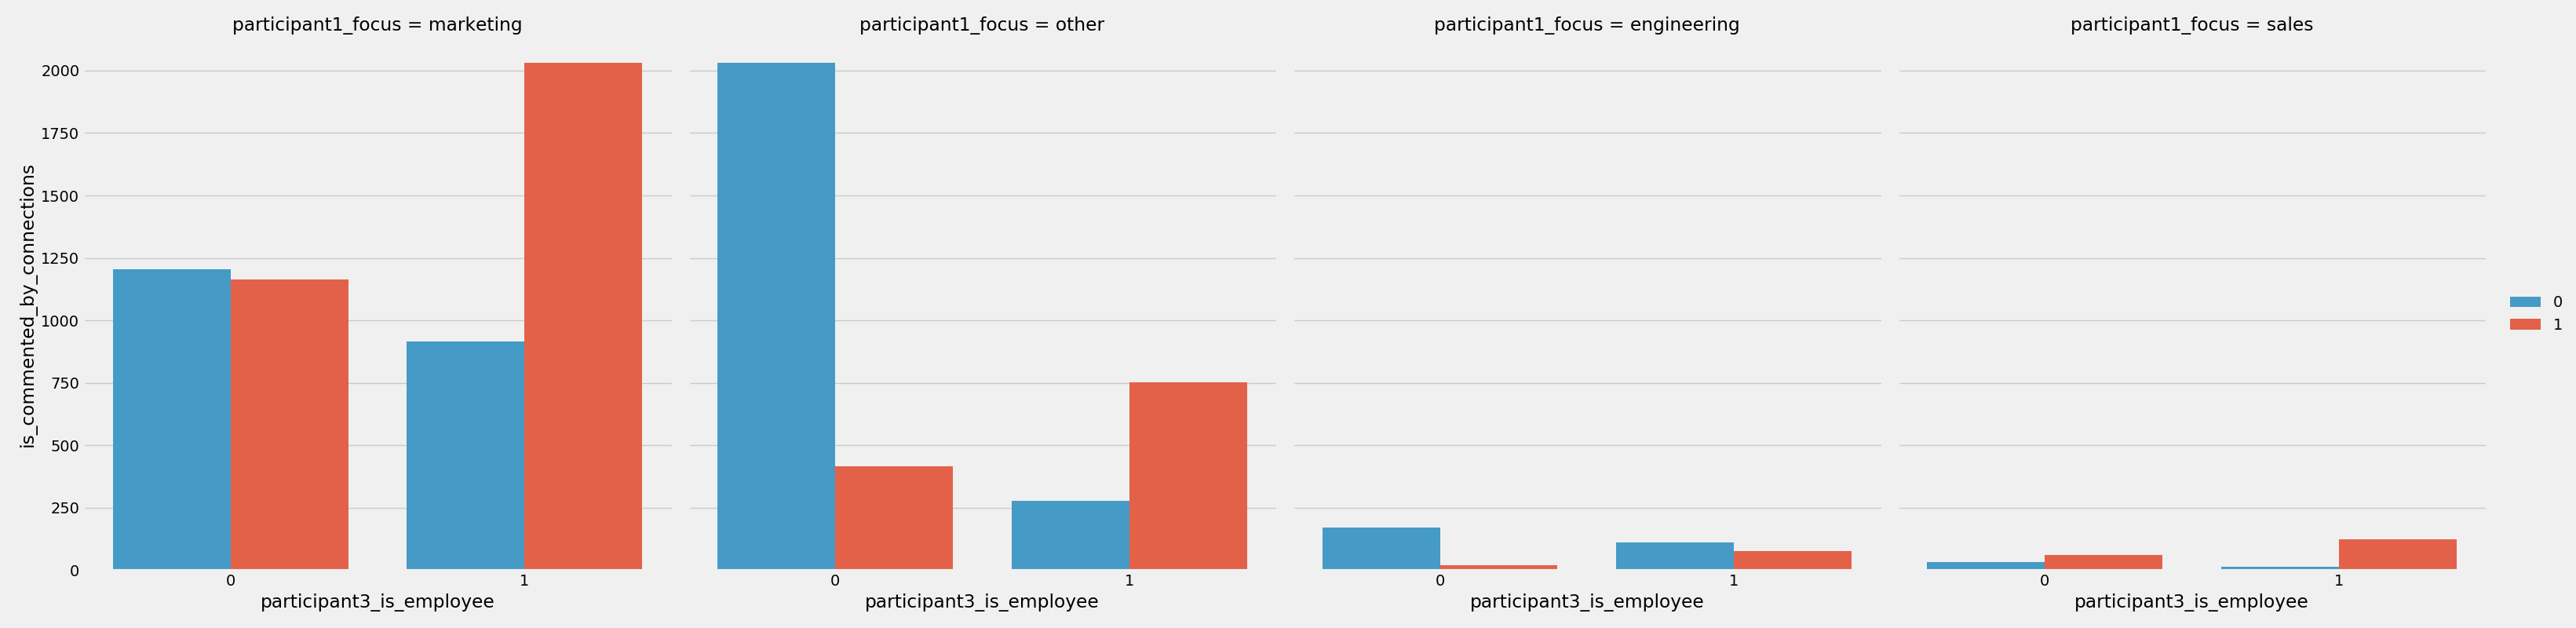 participant1_focus = marketing
participant1_focus = other
participant1_focus = engineering
participant1_focus = sales
is_commented_by_connections
2000
1750
1500
1250
1000
750
500
250
0
0 1
0 1
0 1
0 1
participant3_is_employee
participant3_is_employee
participant3_is_employee
participant3_is_employee
0
1